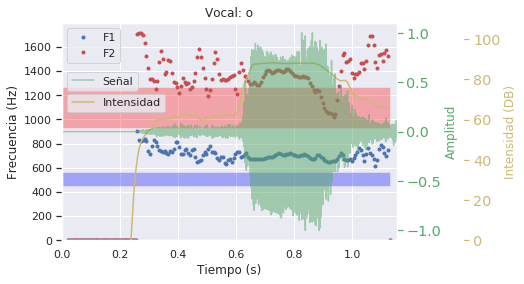 Vocal: o
F1
F2
Señal
Intensidad
Frecuencia (Hz)
1600
1400
1200
1000
800
600
400
200
0
0.0 0.2 0.4 0.6 0.8 1.0
Tiempo (s)
1.0
0.5
0.0
−0.5
−1.0
Amplitud
100
80
60
40
20
0
Intensidad (DB)